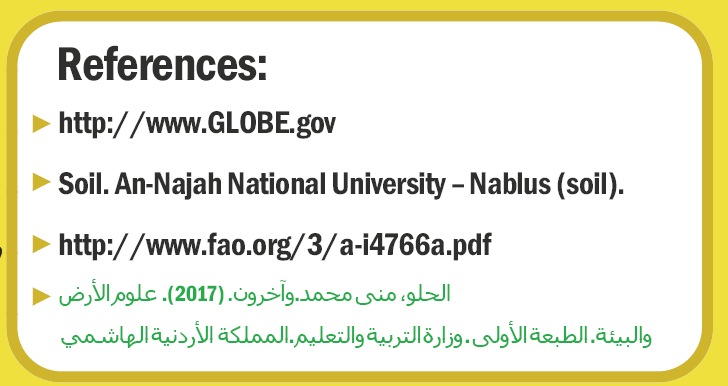 References:
http://www.GLOBE.gov
Soil. An-Najah National University – Nablus (soil).
http://www.fao.org/3/a-i4766a.pdf
الحلو، منى محمد.وآخرون. (2017). علوم الأرض
والبيئة. الطبعة الأولى . وزارة التربية والتعليم.المملكة الأردنية الهاشمي